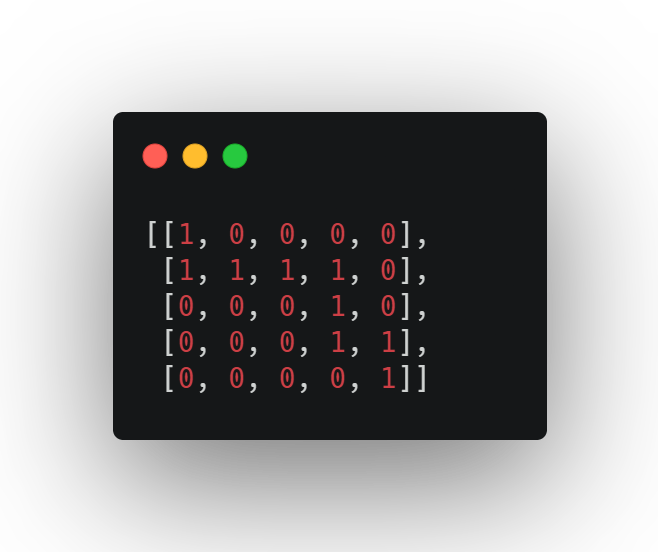 [[1, 0, 0, 0, 0],
 [1, 1, 1, 1, 0],
 [0, 0, 0, 1, 0],
 [0, 0, 0, 1, 1],
 [0, 0, 0, 0, 1]]